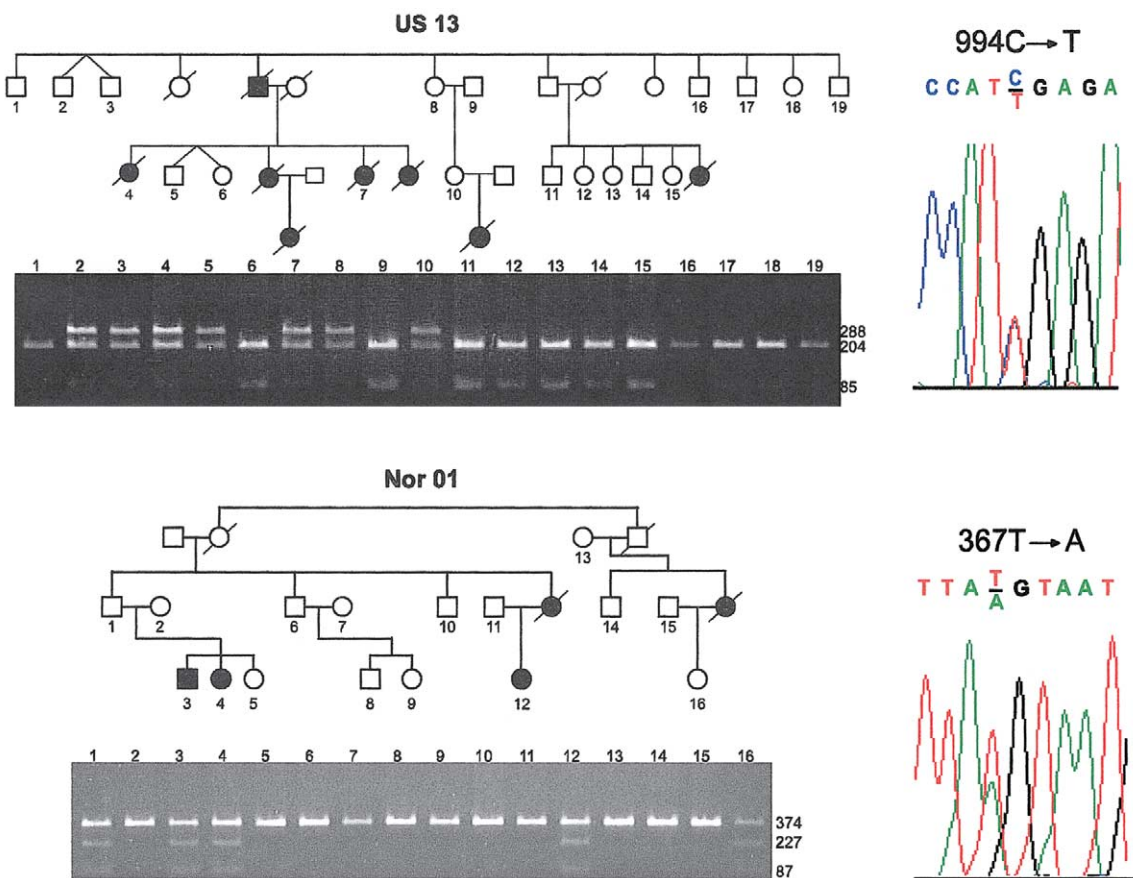 US 13
1 2 3 8 9 16 17 18 19
4 5 6 7 10 11 12 13 14 15
1 2 3 4 5 6 7 8 9 10 11 12 13 14 15 16 17 18 19
288
204
85
994C→T
C C A T C/T G A G A
Nor 01
13
1 2 6 7 10 11 14 15
3 4 5 8 9 12 16
1 2 3 4 5 6 7 8 9 10 11 12 13 14 15 16
374
227
87
367T→A
T T A T/A G T A A T